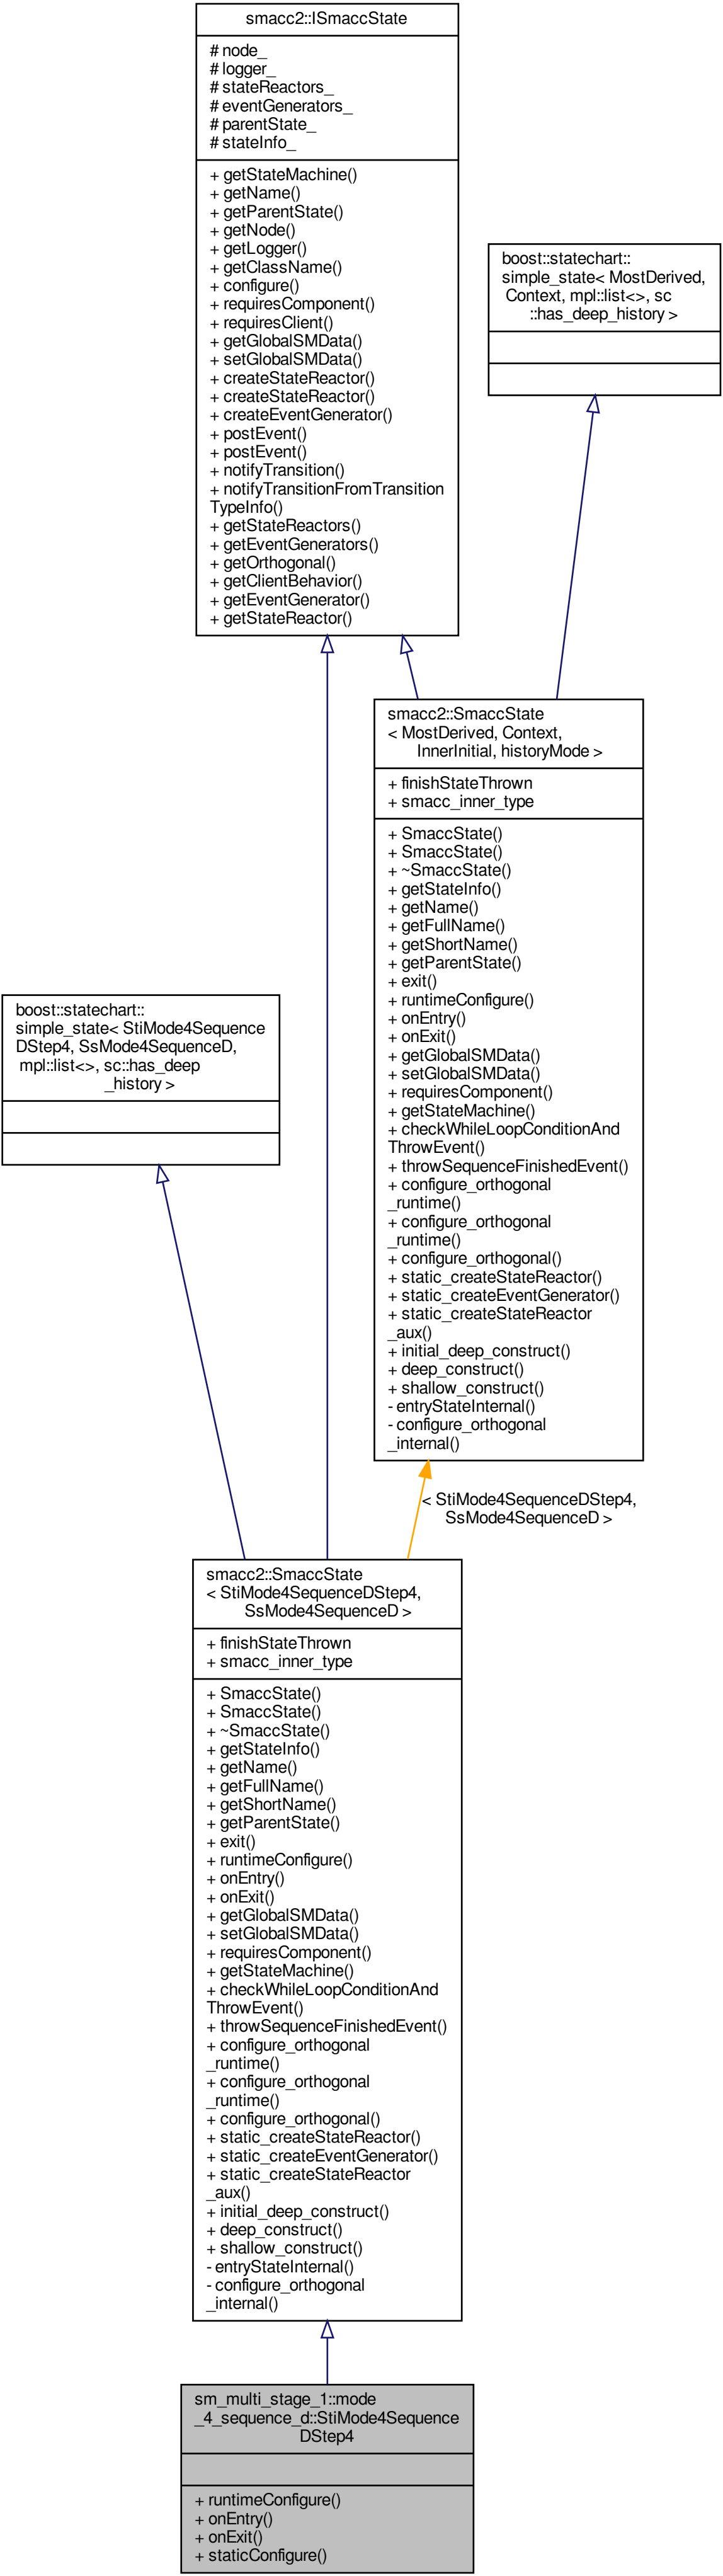 smacc2::ISmaccState
# node_
# logger_
# stateReactors_
# eventGenerators_
# parentState_
# stateInfo_
+ getStateMachine()
+ getName()
+ getParentState()
+ getNode()
+ getLogger()
+ getClassName()
+ configure()
+ requiresComponent()
+ requiresClient()
+ getGlobalSMData()
+ setGlobalSMData()
+ createStateReactor()
+ createStateReactor()
+ createEventGenerator()
+ postEvent()
+ postEvent()
+ notifyTransition()
+ notifyTransitionFromTransition
TypeInfo()
+ getStateReactors()
+ getEventGenerators()
+ getOrthogonal()
+ getClientBehavior()
+ getEventGenerator()
+ getStateReactor()
boost::statechart::
simple_state< MostDerived,
Context, mpl::list<>, sc
::has_deep_history >
smacc2::SmaccState
< MostDerived, Context,
InnerInitial, historyMode >
+ finishStateThrown
+ smacc_inner_type
+ SmaccState()
+ SmaccState()
+ ~SmaccState()
+ getStateInfo()
+ getName()
+ getFullName()
+ getShortName()
+ getParentState()
+ exit()
+ runtimeConfigure()
+ onEntry()
+ onExit()
+ getGlobalSMData()
+ setGlobalSMData()
+ requiresComponent()
+ getStateMachine()
+ checkWhileLoopConditionAnd
ThrowEvent()
+ throwSequenceFinishedEvent()
+ configure_orthogonal
_runtime()
+ configure_orthogonal
_runtime()
+ configure_orthogonal()
+ static_createStateReactor()
+ static_createEventGenerator()
+ static_createStateReactor
_aux()
+ initial_deep_construct()
+ deep_construct()
+ shallow_construct()
- entryStateInternal()
- configure_orthogonal
_internal()
boost::statechart::
simple_state< StiMode4Sequence
DStep4, SsMode4SequenceD,
mpl::list<>, sc::has_deep
_history >
< StiMode4SequenceDStep4,
SsMode4SequenceD >
smacc2::SmaccState
< StiMode4SequenceDStep4,
SsMode4SequenceD >
+ finishStateThrown
+ smacc_inner_type
+ SmaccState()
+ SmaccState()
+ ~SmaccState()
+ getStateInfo()
+ getName()
+ getFullName()
+ getShortName()
+ getParentState()
+ exit()
+ runtimeConfigure()
+ onEntry()
+ onExit()
+ getGlobalSMData()
+ setGlobalSMData()
+ requiresComponent()
+ getStateMachine()
+ checkWhileLoopConditionAnd
ThrowEvent()
+ throwSequenceFinishedEvent()
+ configure_orthogonal
_runtime()
+ configure_orthogonal
_runtime()
+ configure_orthogonal()
+ static_createStateReactor()
+ static_createEventGenerator()
+ static_createStateReactor
_aux()
+ initial_deep_construct()
+ deep_construct()
+ shallow_construct()
- entryStateInternal()
- configure_orthogonal
_internal()
sm_multi_stage_1::mode
_4_sequence_d::StiMode4Sequence
DStep4
+ runtimeConfigure()
+ onEntry()
+ onExit()
+ staticConfigure()